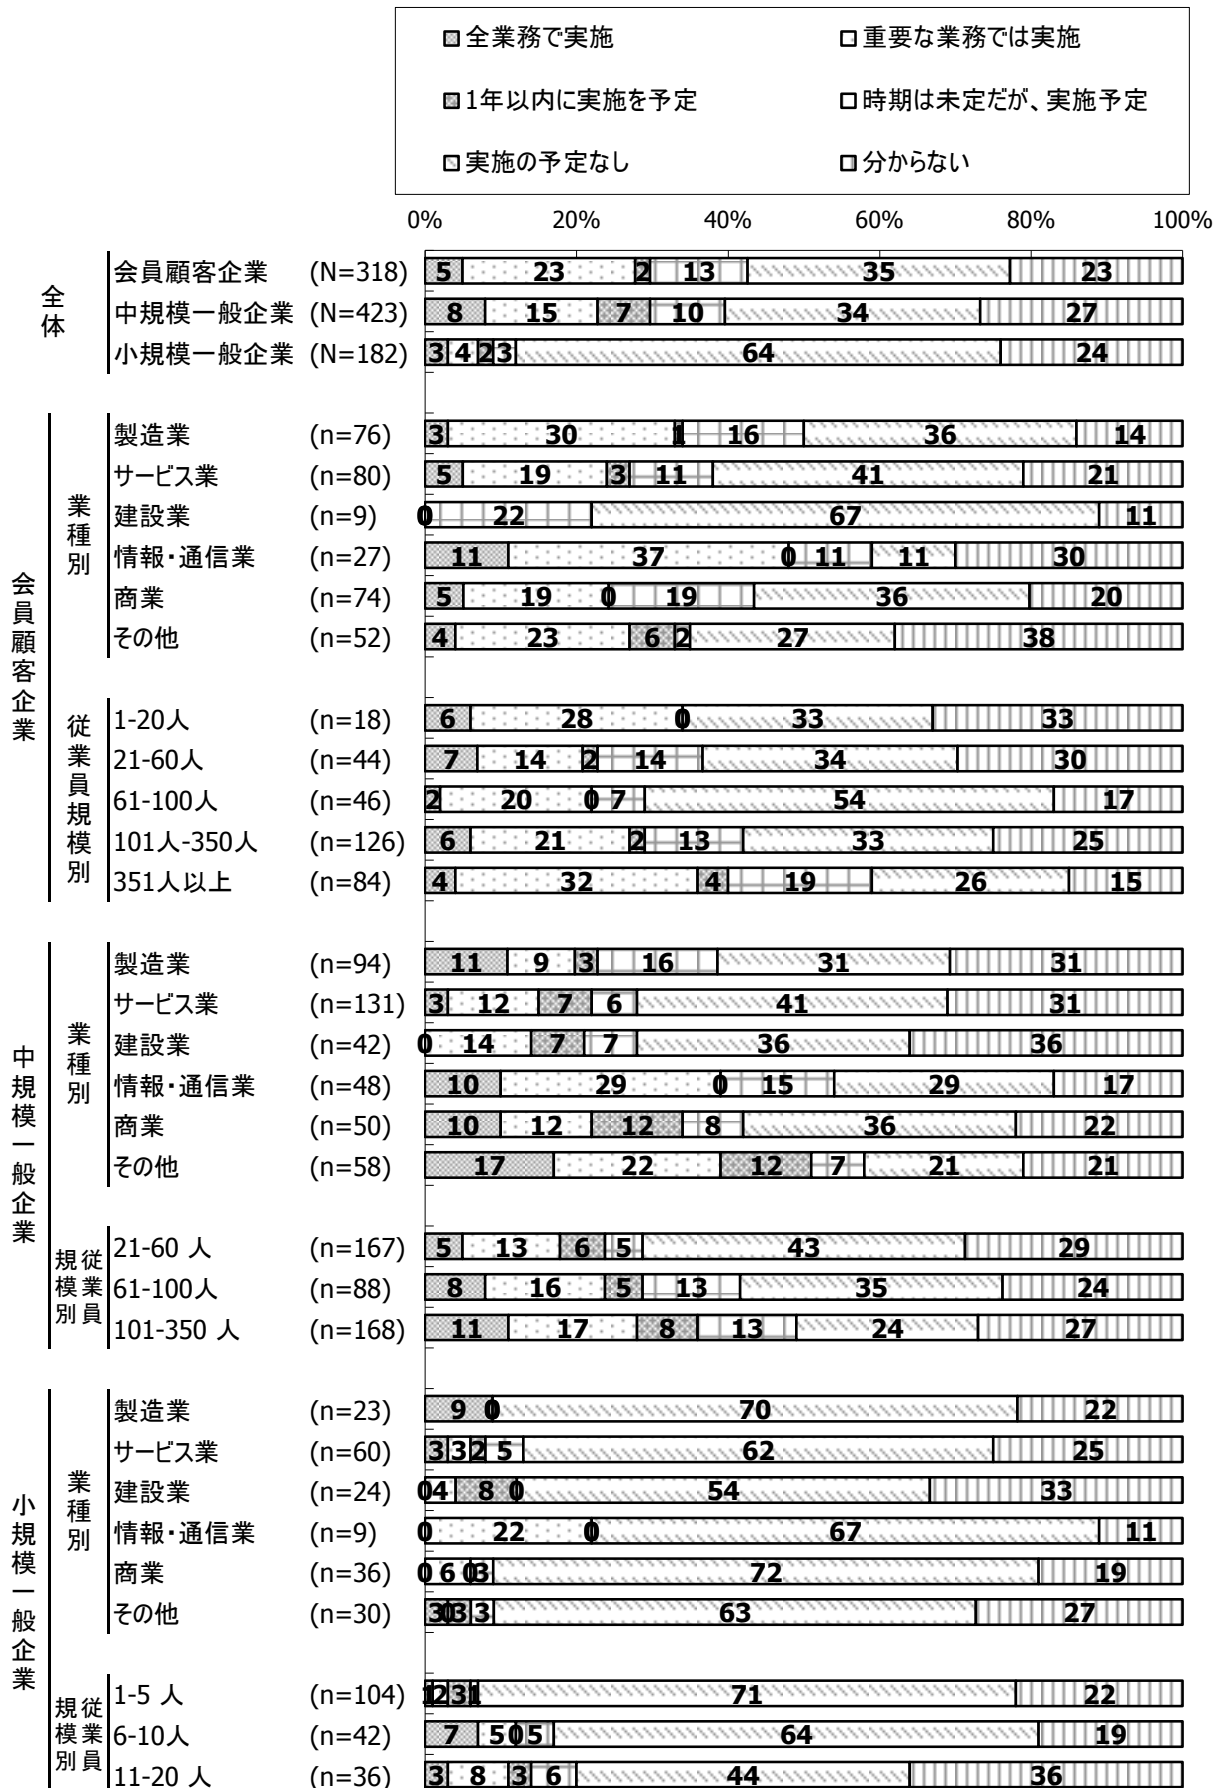 全業務で実施 重要な業務では実施
1年以内に実施を予定 時期は未定だが、実施予定
実施の予定なし 分からない
0% 20% 40% 60% 80% 100%
全体
会員顧客企業 (N=318) 5 23 2 13 35 23
中規模一般企業 (N=423) 8 15 7 10 34 27
小規模一般企業 (N=182) 3 4 2 3 64 24
会員顧客企業
業種別
製造業 (n=76) 3 30 1 16 36 14
サービス業 (n=80) 5 19 3 11 41 21
建設業 (n=9) 0 22 67 11
情報・通信業 (n=27) 11 37 0 11 11 30
商業 (n=74) 5 19 0 19 36 20
その他 (n=52) 4 23 6 2 27 38
従業員規模別
1-20人 (n=18) 6 28 0 33 33
21-60人 (n=44) 7 14 2 14 34 30
61-100人 (n=46) 2 20 0 7 54 17
101人-350人 (n=126) 6 21 2 13 33 25
351人以上 (n=84) 4 32 4 19 26 15
中規模一般企業
業種別
製造業 (n=94) 11 9 3 16 31 31
サービス業 (n=131) 3 12 7 6 41 31
建設業 (n=42) 0 14 7 7 36 36
情報・通信業 (n=48) 10 29 0 15 29 17
商業 (n=50) 10 12 12 8 36 22
その他 (n=58) 17 22 12 7 21 21
従業員規模別
21-60 人 (n=167) 5 13 6 5 43 29
61-100人 (n=88) 8 16 5 13 35 24
101-350 人 (n=168) 11 17 8 13 24 27
小規模一般企業
業種別
製造業 (n=23) 9 0 70 22
サービス業 (n=60) 3 3 2 5 62 25
建設業 (n=24) 0 4 8 0 54 33
情報・通信業 (n=9) 0 22 0 67 11
商業 (n=36) 0 6 0 3 72 19
その他 (n=30) 3 0 3 3 63 27
従業員規模別
1-5 人 (n=104) 1 2 3 1 71 22
6-10人 (n=42) 7 5 0 5 64 19
11-20 人 (n=36) 3 8 3 6 44 36